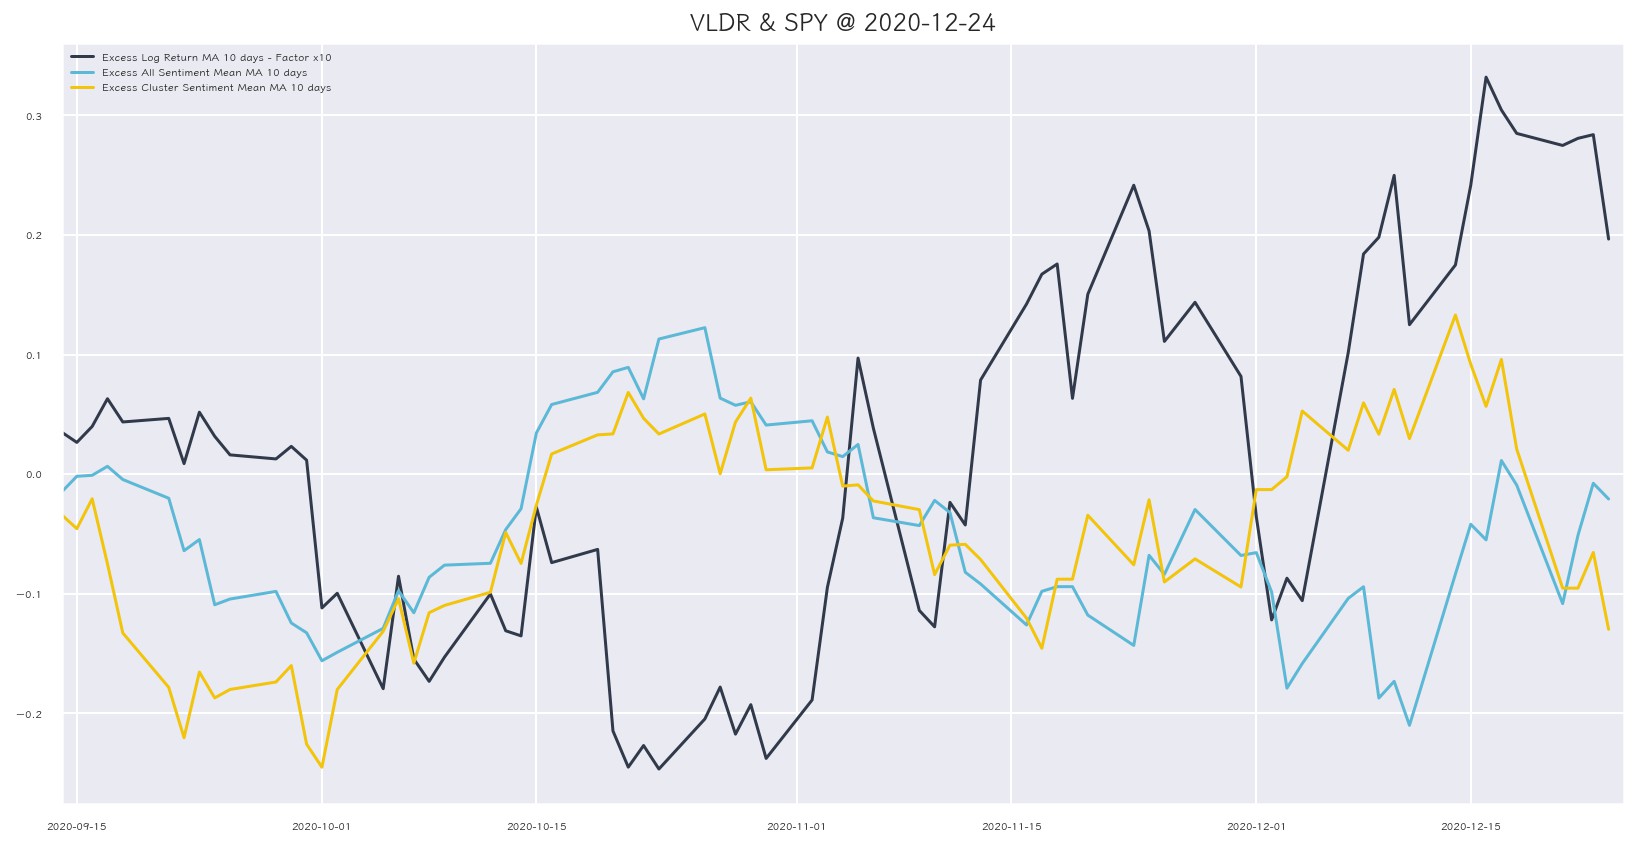 VLDR & SPY @ 2020-12-24
Excess Log Return MA 10 days - Factor x10
Excess All Sentiment Mean MA 10 days
Excess Cluster Sentiment Mean MA 10 days
0.3
0.2
0.1
0.0
−0.1
−0.2
2020-09-15 2020-10-01 2020-10-15 2020-11-01 2020-11-15 2020-12-01 2020-12-15